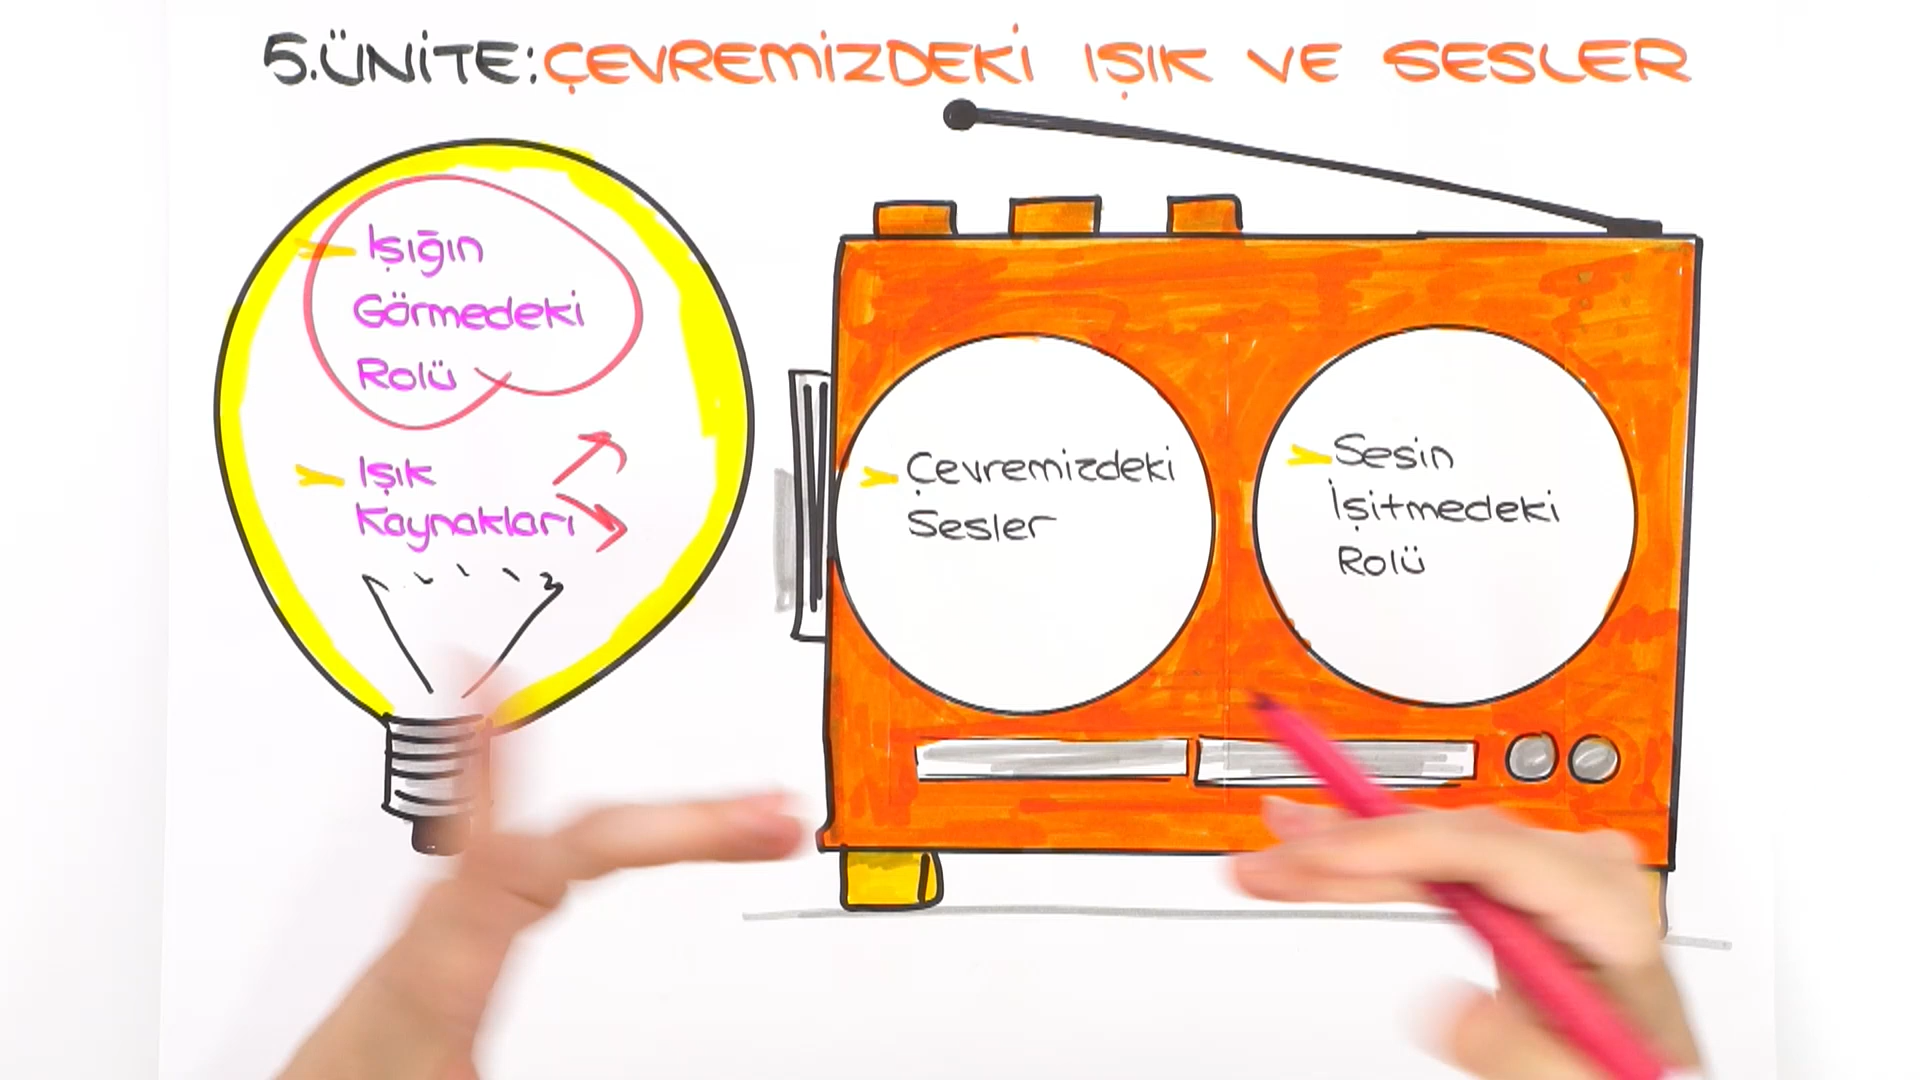 5.ÜNİTE:ÇEVREMİZDEKİ IŞIK VE SESLER
Işığın
Görmedeki
Rolü
Işık
Kaynakları
Çevremizdeki
Sesler
Sesin
İşitmedeki
Rolü